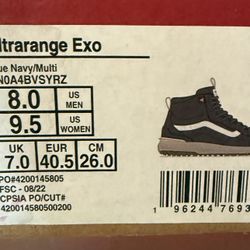 ltrarange Exo
ue Navy/Multi
N0A4BVSYRZ
8.0 US MEN
9.5 US WOMEN
UK EUR CM
7.0 40.5 26.0
PO#4200145805
FSC - 08/22
CPSIA PO/CUT#
4200145800500200
1 96244 7693